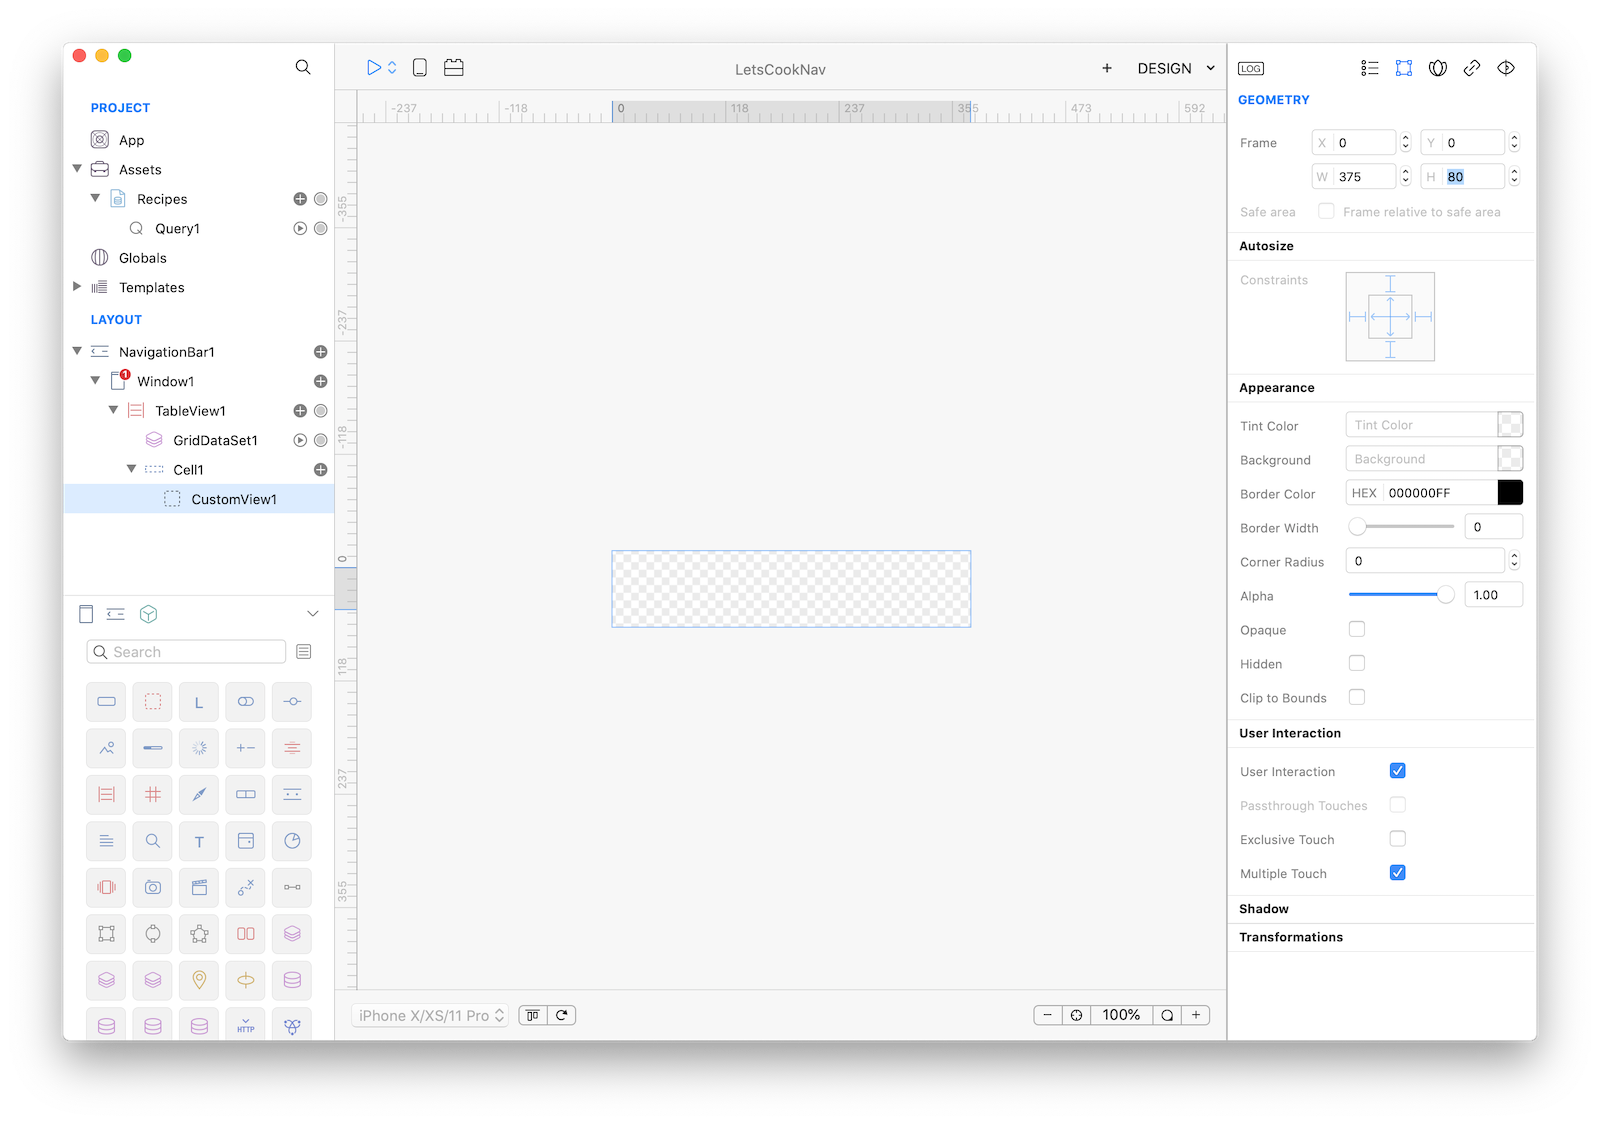 LetsCookNav
DESIGN
LOG
PROJECT
App
Assets
Recipes
Query1
Globals
Templates
LAYOUT
NavigationBar1
1
Window1
TableView1
GridDataSet1
Cell1
CustomView1
Search
L
T
HTTP
-237
-118
0
118
237
355
473
592
-355
-237
-118
0
118
237
355
iPhone X/XS/11 Pro
100%
GEOMETRY
Frame
X 0
Y 0
W 375
H 80
Safe area
Frame relative to safe area
Autosize
Constraints
Appearance
Tint Color
Tint Color
Background
Background
Border Color
HEX 000000FF
Border Width
0
Corner Radius
0
Alpha
1.00
Opaque
Hidden
Clip to Bounds
User Interaction
User Interaction
Passthrough Touches
Exclusive Touch
Multiple Touch
Shadow
Transformations